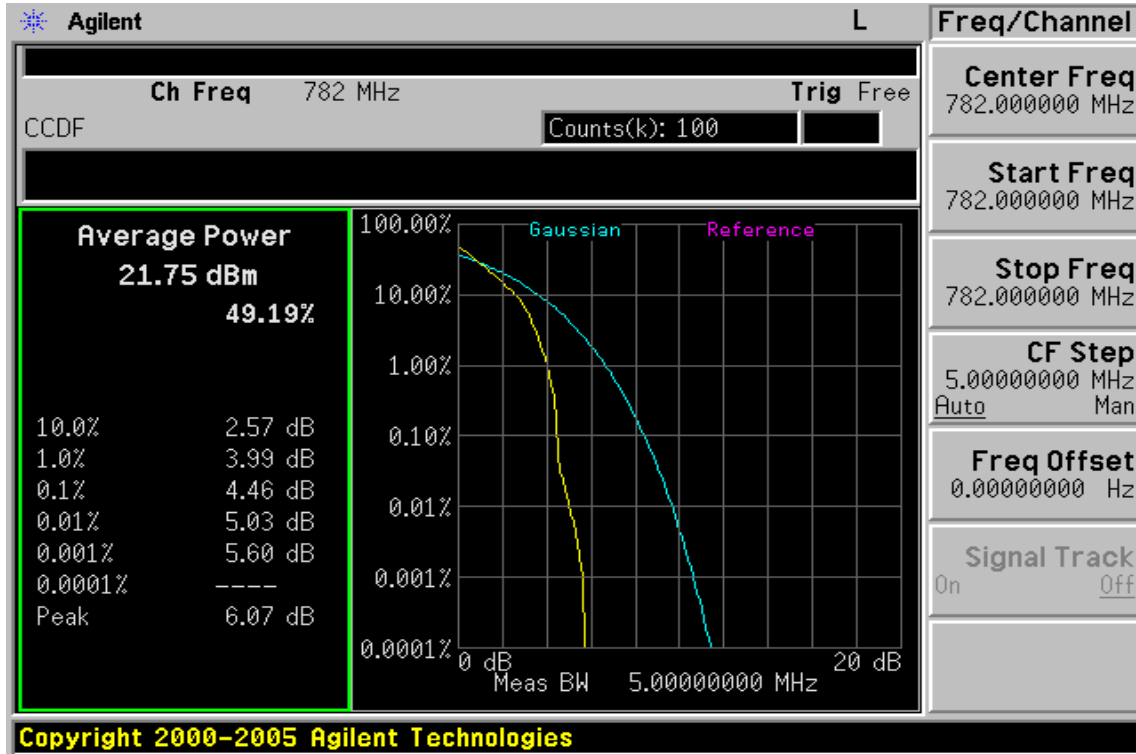 Agilent L
Ch Freq 782 MHz Trig Free
CCDF Counts(k): 100
Average Power
21.75 dBm
49.19%
10.0% 2.57 dB
1.0% 3.99 dB
0.1% 4.46 dB
0.01% 5.03 dB
0.001% 5.60 dB
0.0001% ----
Peak 6.07 dB
100.00%
Gaussian Reference
10.00%
1.00%
0.10%
0.01%
0.001%
0.0001%
0 dB 20 dB
Meas BW 5.00000000 MHz
Freq/Channel
Center Freq
782.000000 MHz
Start Freq
782.000000 MHz
Stop Freq
782.000000 MHz
CF Step
5.00000000 MHz
Auto Man
Freq Offset
0.00000000 Hz
Signal Track
On Off
Copyright 2000-2005 Agilent Technologies